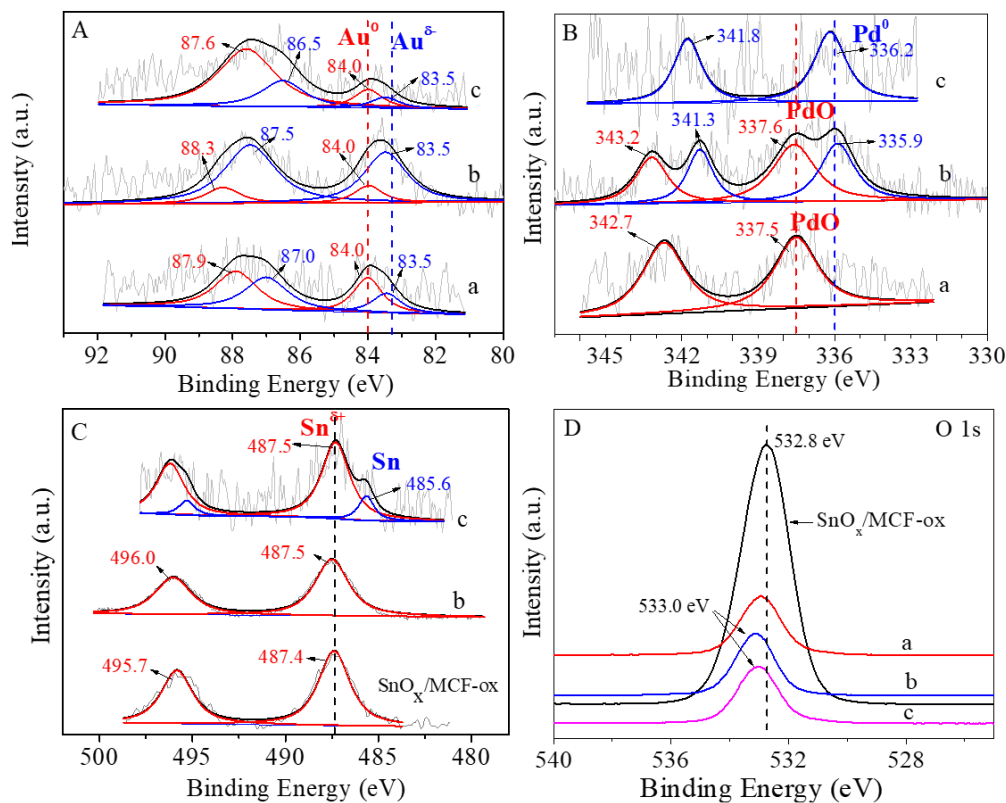 A
87.6
86.5
Au⁰
Au^δ-
84.0
83.5
c
88.3
87.5
84.0
83.5
b
87.9
87.0
84.0
83.5
a
Intensity (a.u.)
92 90 88 86 84 82 80
Binding Energy (eV)
B
341.8
Pd⁰
336.2
c
343.2
341.3
PdO
337.6
335.9
b
342.7
PdO
337.5
a
Intensity (a.u.)
345 342 339 336 333 330
Binding Energy (eV)
C
Sn^δ+
487.5
Sn
485.6
c
496.0
487.5
b
495.7
487.4
SnOₓ/MCF-ox
Intensity (a.u.)
500 495 490 485 480
Binding Energy (eV)
D
O 1s
532.8 eV
SnOₓ/MCF-ox
533.0 eV
a
b
c
Intensity (a.u.)
540 536 532 528
Binding Energy (eV)